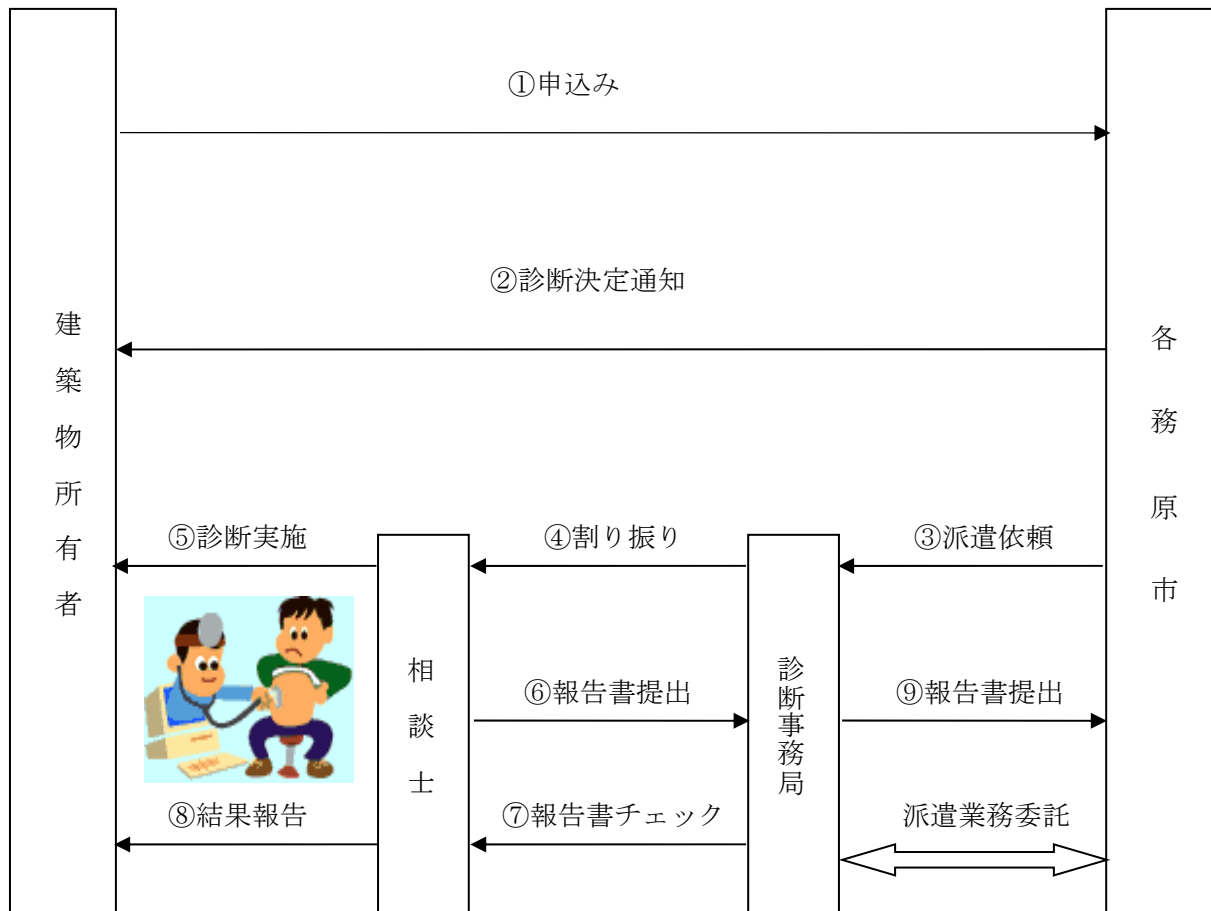 ①申込み
②診断決定通知
建築物所有者
各務原市
⑤診断実施
④割り振り
③派遣依頼
相談士
診断事務局
⑥報告書提出
⑨報告書提出
⑧結果報告
⑦報告書チェック
派遣業務委託